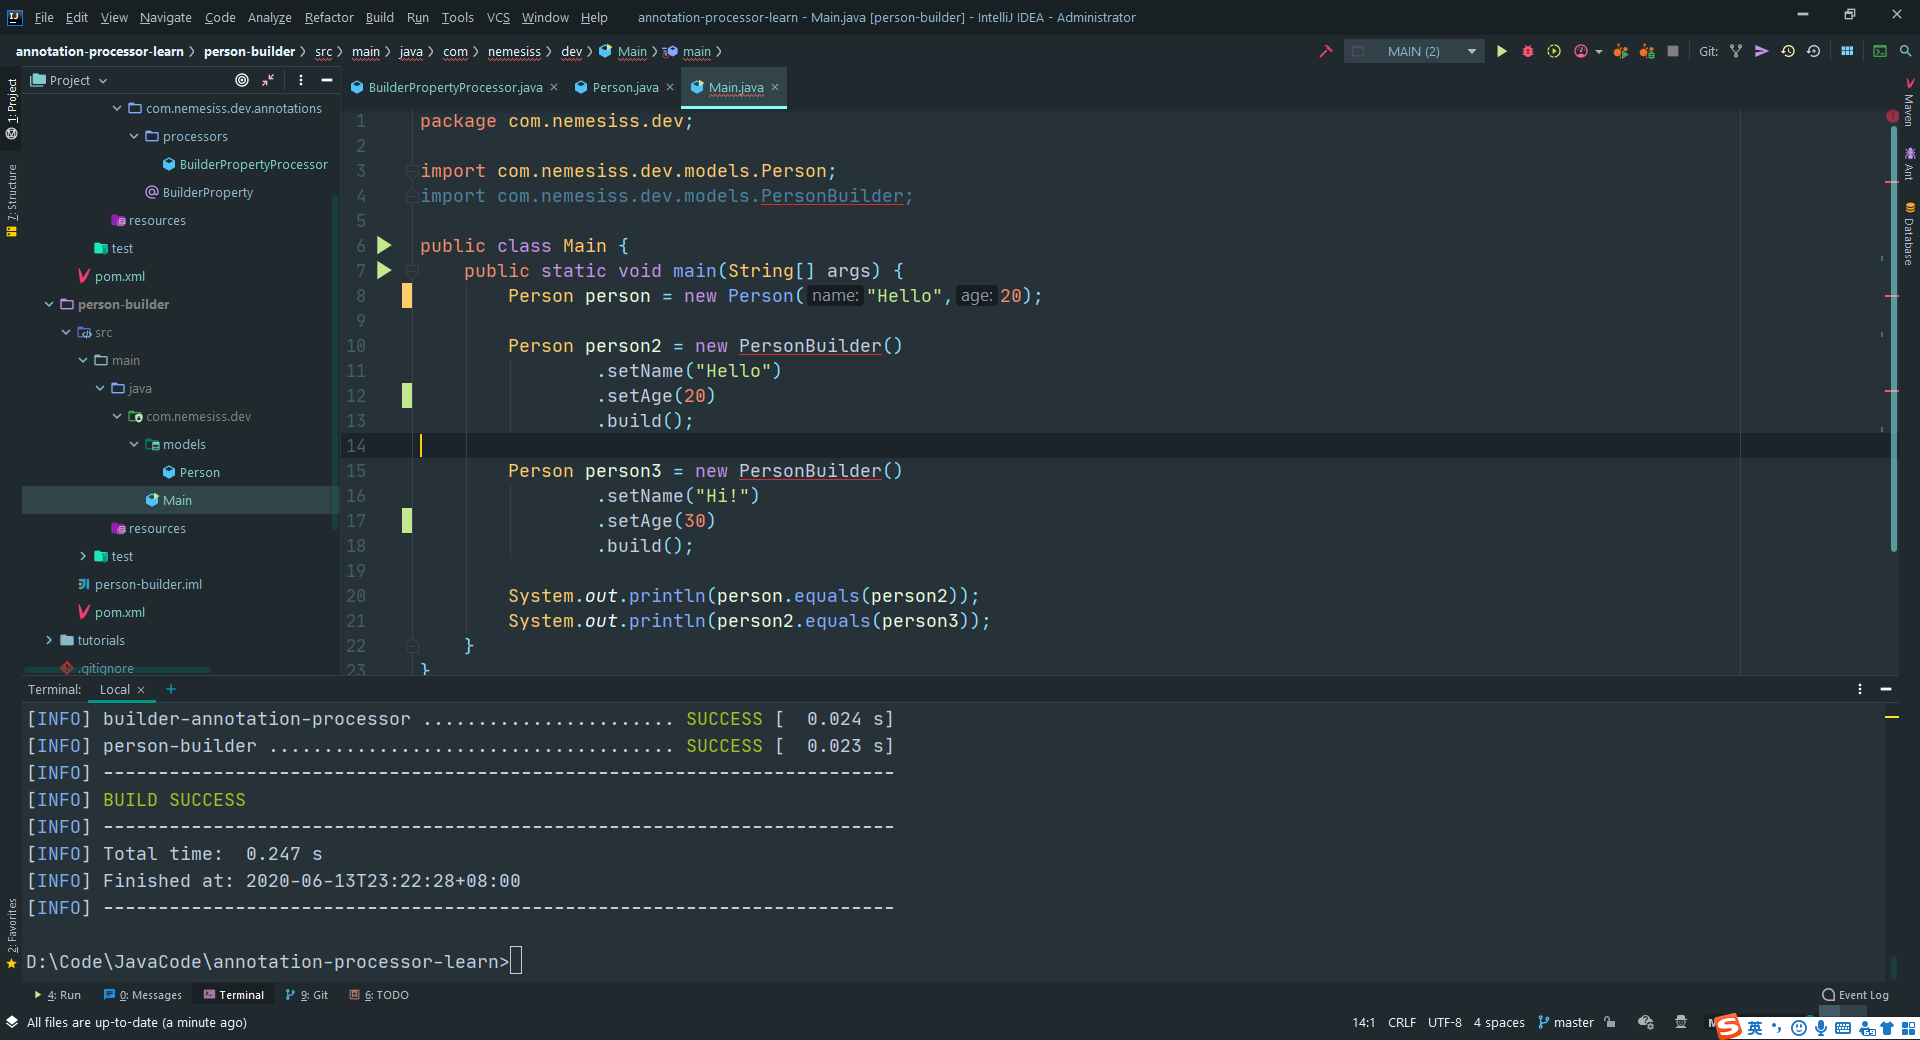 File Edit View Navigate Code Analyze Refactor Build Run Tools VCS Window Help annotation-processor-learn - Main.java [person-builder] - IntelliJ IDEA - Administrator
annotation-processor-learn person-builder src main java com nemesiss dev Main main MAIN (2) Git:
Project
BuilderPropertyProcessor.java Person.java Main.java
1: Project
7: Structure
2: Favorites
com.nemesiss.dev.annotations
processors
BuilderPropertyProcessor
BuilderProperty
resources
test
pom.xml
person-builder
src
main
java
com.nemesiss.dev
models
Person
Main
resources
test
person-builder.iml
pom.xml
tutorials
.gitignore
1 package com.nemesiss.dev;
2
3 import com.nemesiss.dev.models.Person;
4 import com.nemesiss.dev.models.PersonBuilder;
5
6 public class Main {
7 public static void main(String[] args) {
8 Person person = new Person( name: "Hello", age: 20);
9
10 Person person2 = new PersonBuilder()
11 .setName("Hello")
12 .setAge(20)
13 .build();
14
15 Person person3 = new PersonBuilder()
16 .setName("Hi!")
17 .setAge(30)
18 .build();
19
20 System.out.println(person.equals(person2));
21 System.out.println(person2.equals(person3));
22 }
23 }
Maven
Ant
Database
Terminal: Local
[INFO] builder-annotation-processor ....................... SUCCESS [  0.024 s]
[INFO] person-builder ..................................... SUCCESS [  0.023 s]
[INFO] ------------------------------------------------------------------------
[INFO] BUILD SUCCESS
[INFO] ------------------------------------------------------------------------
[INFO] Total time:  0.247 s
[INFO] Finished at: 2020-06-13T23:22:28+08:00
[INFO] ------------------------------------------------------------------------
D:\Code\JavaCode\annotation-processor-learn>
4: Run 0: Messages Terminal 9: Git 6: TODO Event Log
All files are up-to-date (a minute ago) 14:1 CRLF UTF-8 4 spaces master 英